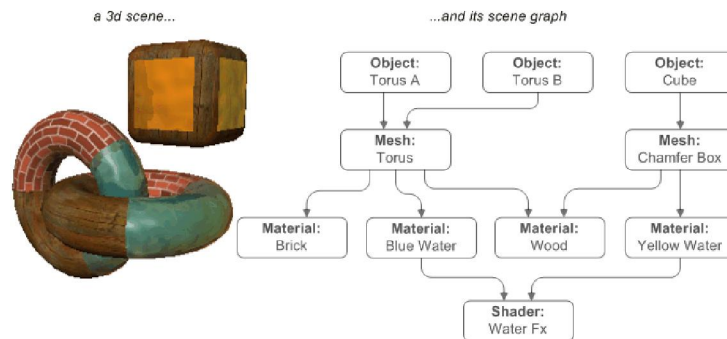 a 3d scene...
...and its scene graph
Object:
Torus A
Object:
Torus B
Object:
Cube
Mesh:
Torus
Mesh:
Chamfer Box
Material:
Brick
Material:
Blue Water
Material:
Wood
Material:
Yellow Water
Shader:
Water Fx